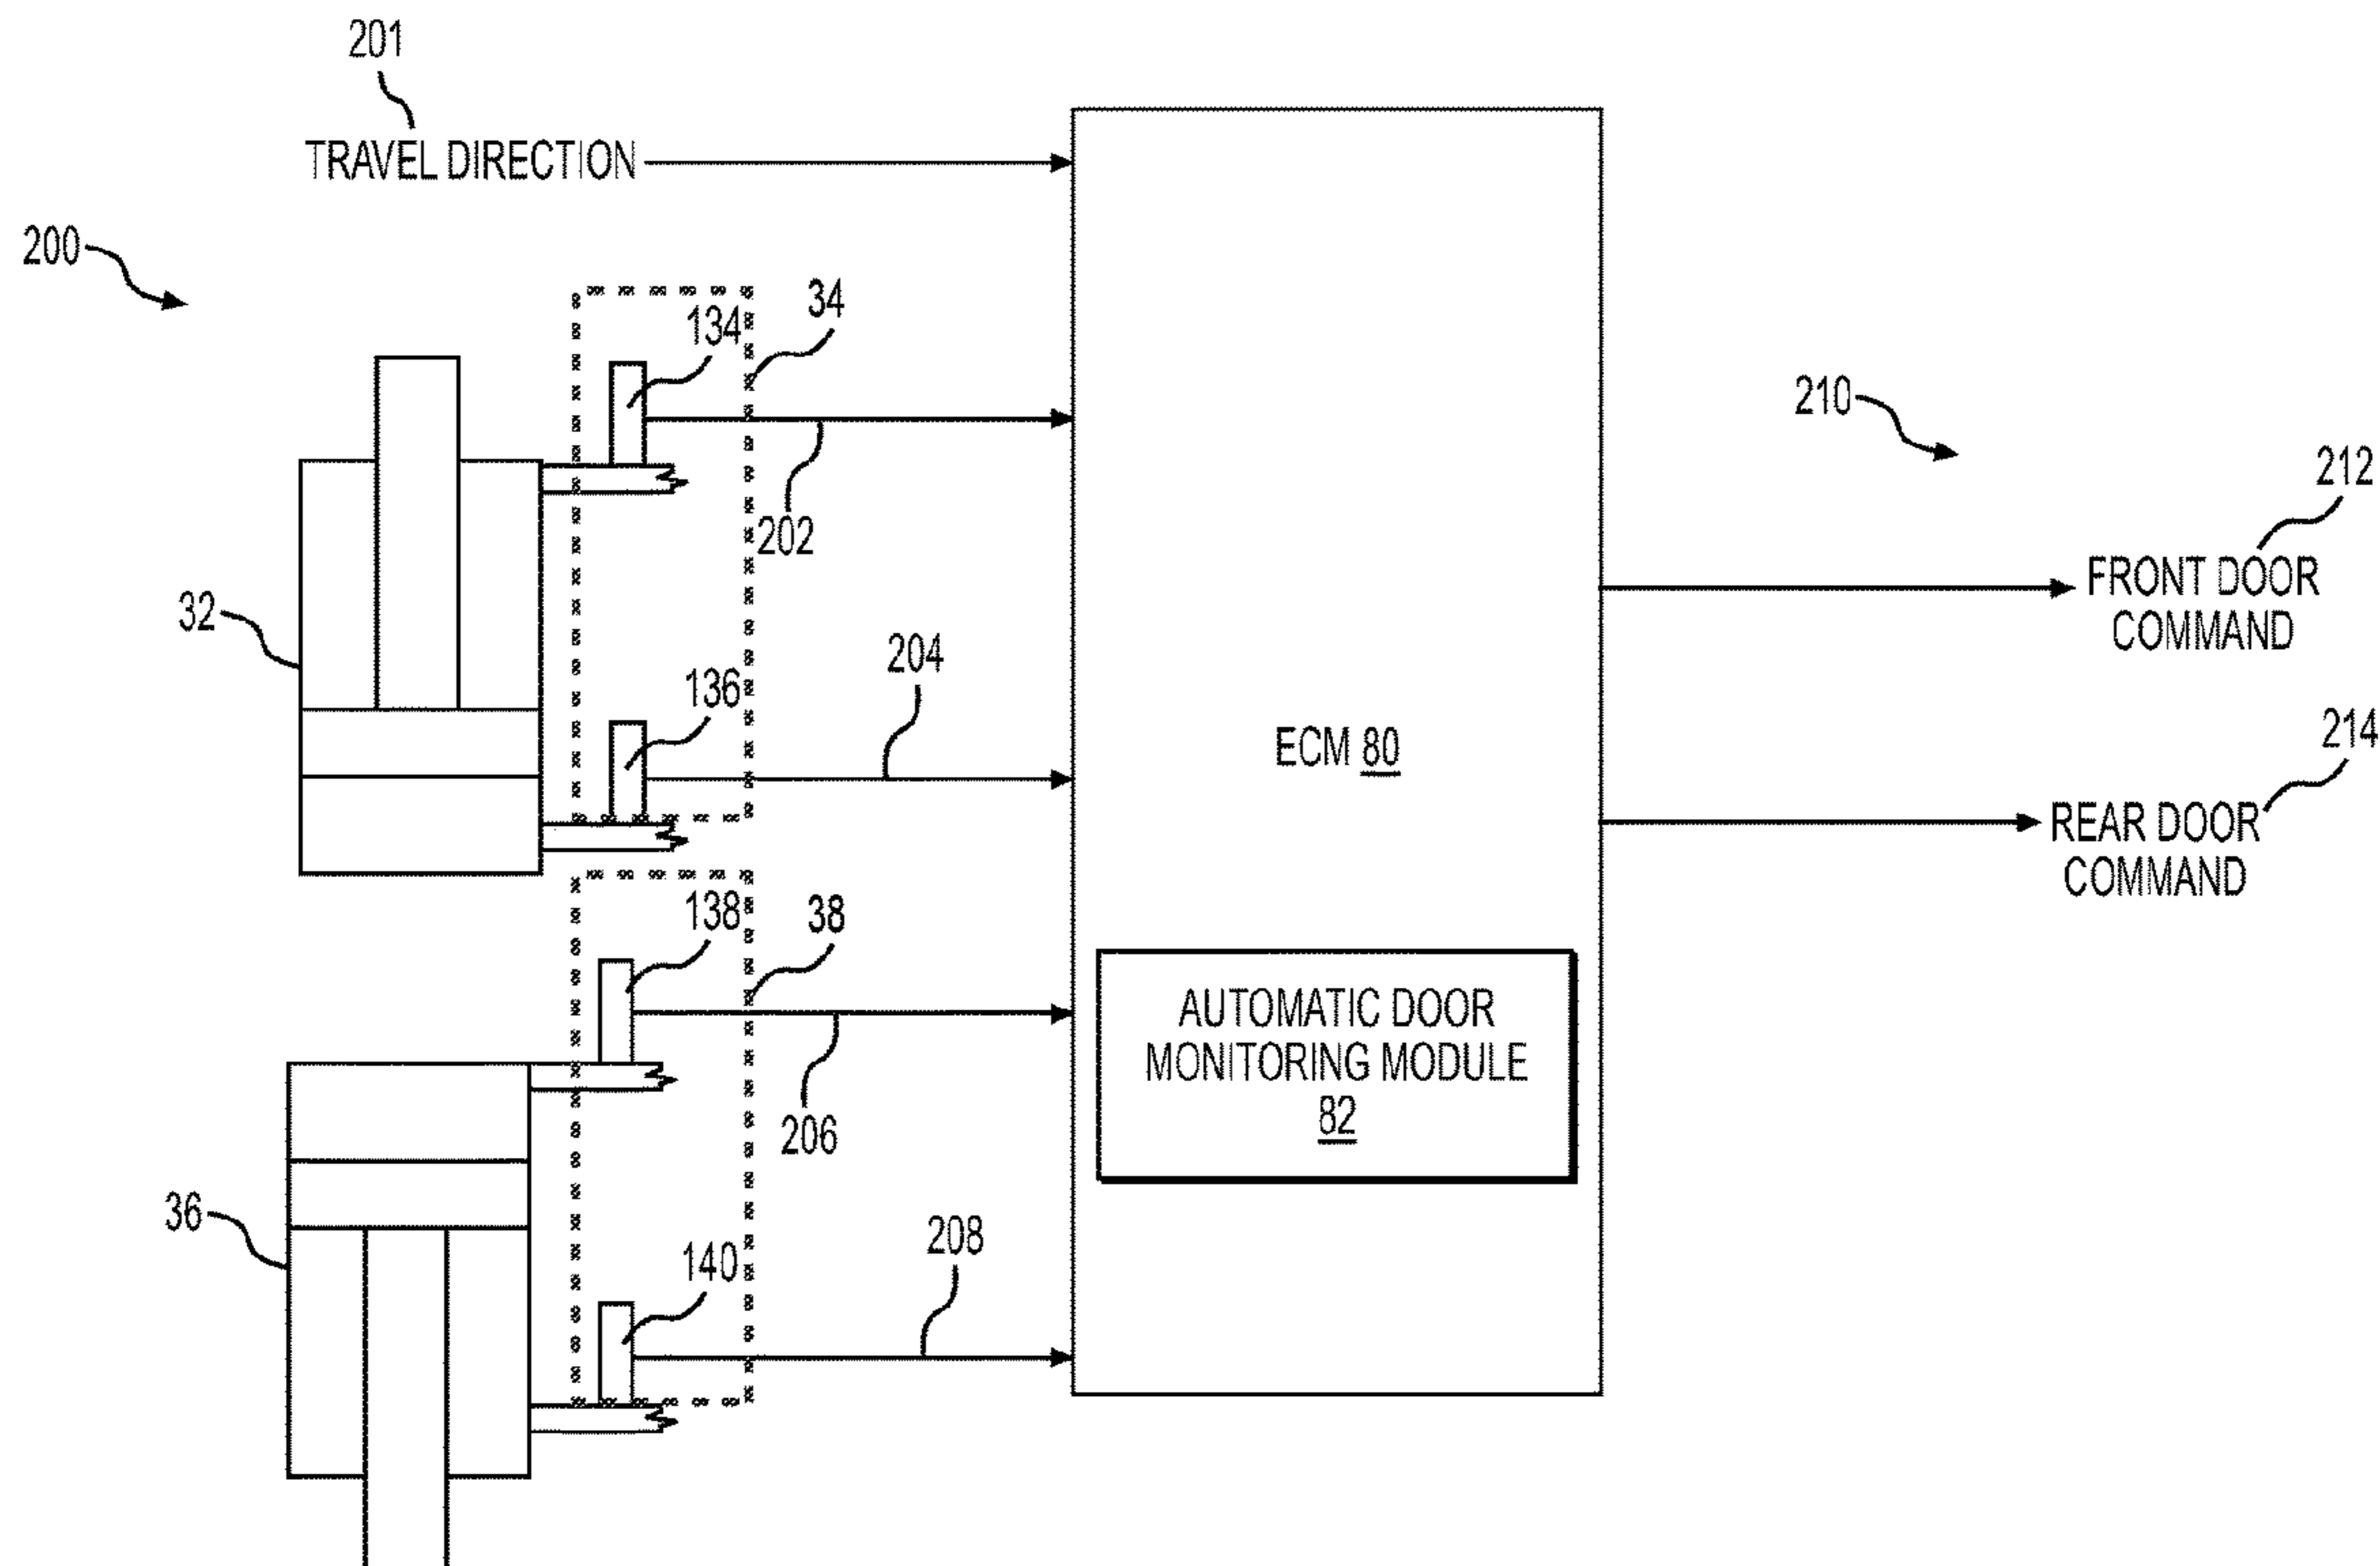 201
TRAVEL DIRECTION
200
134
34
202
32
136
204
138
38
206
36
140
208
ECM 80
AUTOMATIC DOOR
MONITORING MODULE
82
210
212
FRONT DOOR
COMMAND
214
REAR DOOR
COMMAND